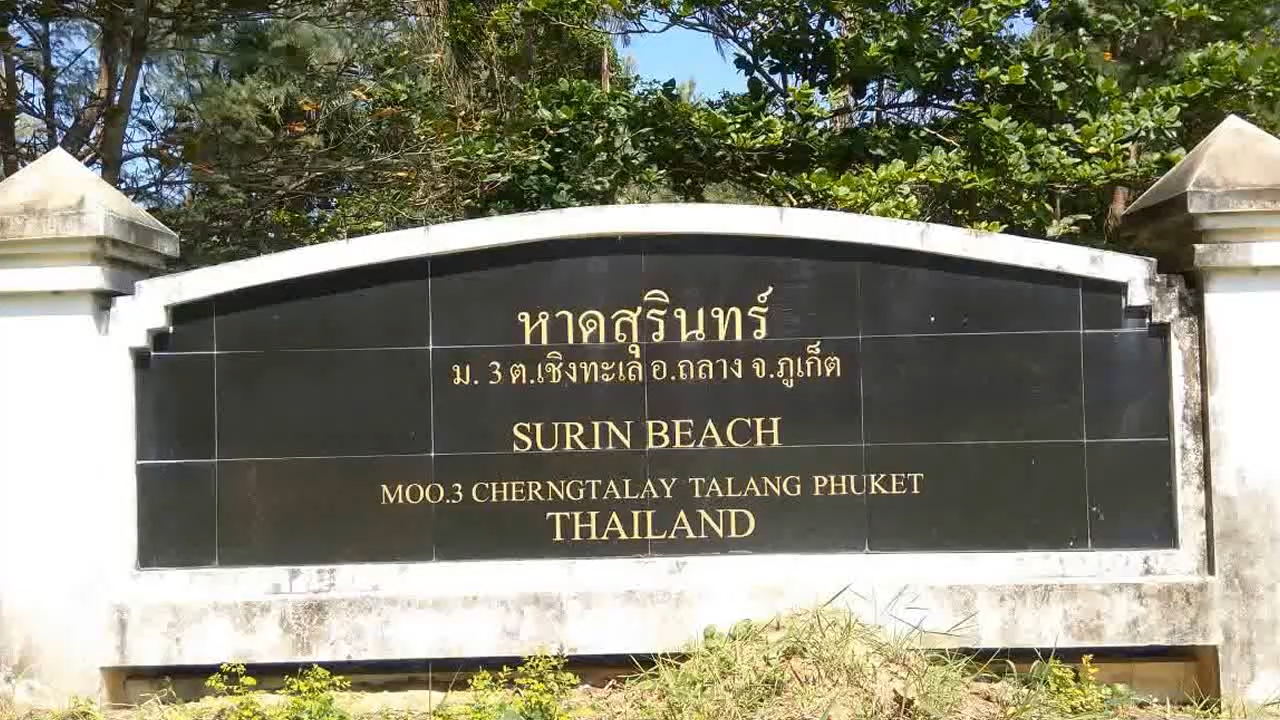 หาดสุรินทร์
ม. 3 ต.เชิงทะเล อ.ถลาง จ.ภูเก็ต
SURIN BEACH
MOO.3 CHERNGTALAY TALANG PHUKET
THAILAND